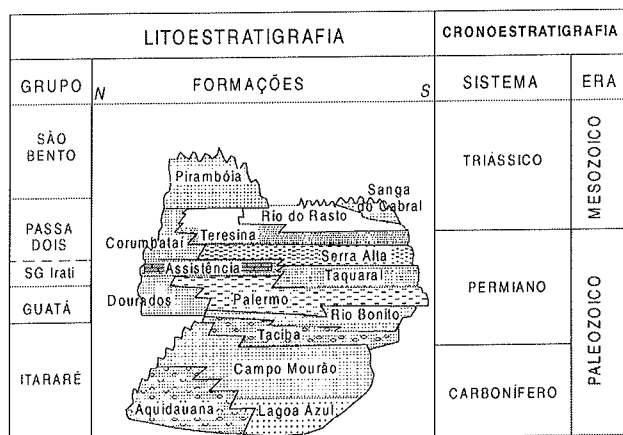 LITOESTRATIGRAFIA
CRONOESTRATIGRAFIA
GRUPO
N
FORMAÇÕES
S
SISTEMA
ERA
SÃO
BENTO
PASSA
DOIS
SG Irati
GUATÁ
ITARARÉ
Pirambóia
Sanga
do Cabral
Rio do Rasto
Teresina
Corumbataí
Serra Alta
Assistência
Taquaral
Dourados
Palermo
Rio Bonito
Taciba
Campo Mourão
Aquidauana
Lagoa Azul
TRIÁSSICO
PERMIANO
CARBONÍFERO
MESOZOICO
PALEOZOICO